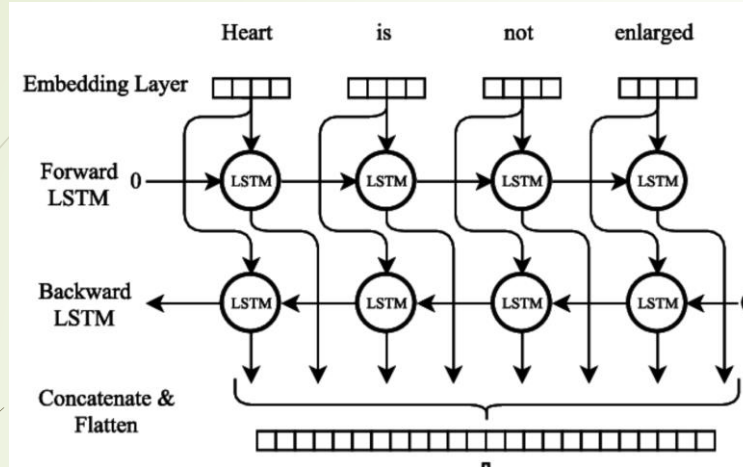 Heart is not enlarged
Embedding Layer
Forward
LSTM
0
LSTM LSTM LSTM LSTM
Backward
LSTM
LSTM LSTM LSTM LSTM
Concatenate &
Flatten